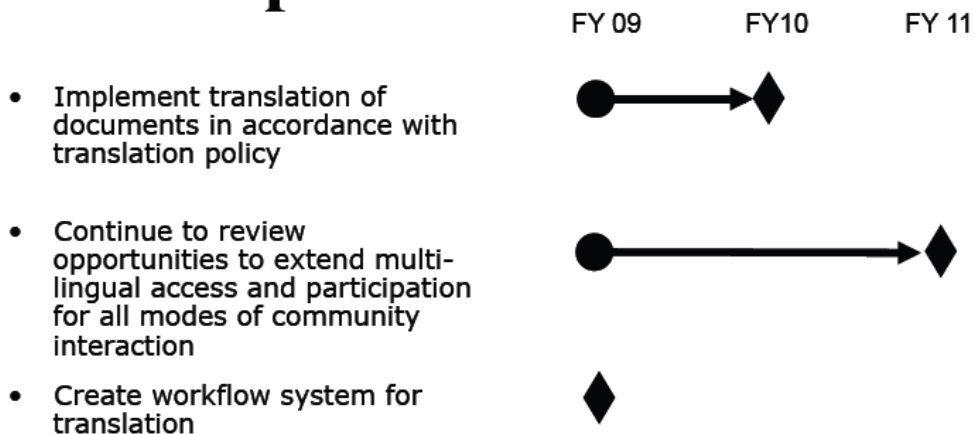 FY 09 FY10 FY 11
• Implement translation of
documents in accordance with
translation policy
• Continue to review
opportunities to extend multi-
lingual access and participation
for all modes of community
interaction
• Create workflow system for
translation